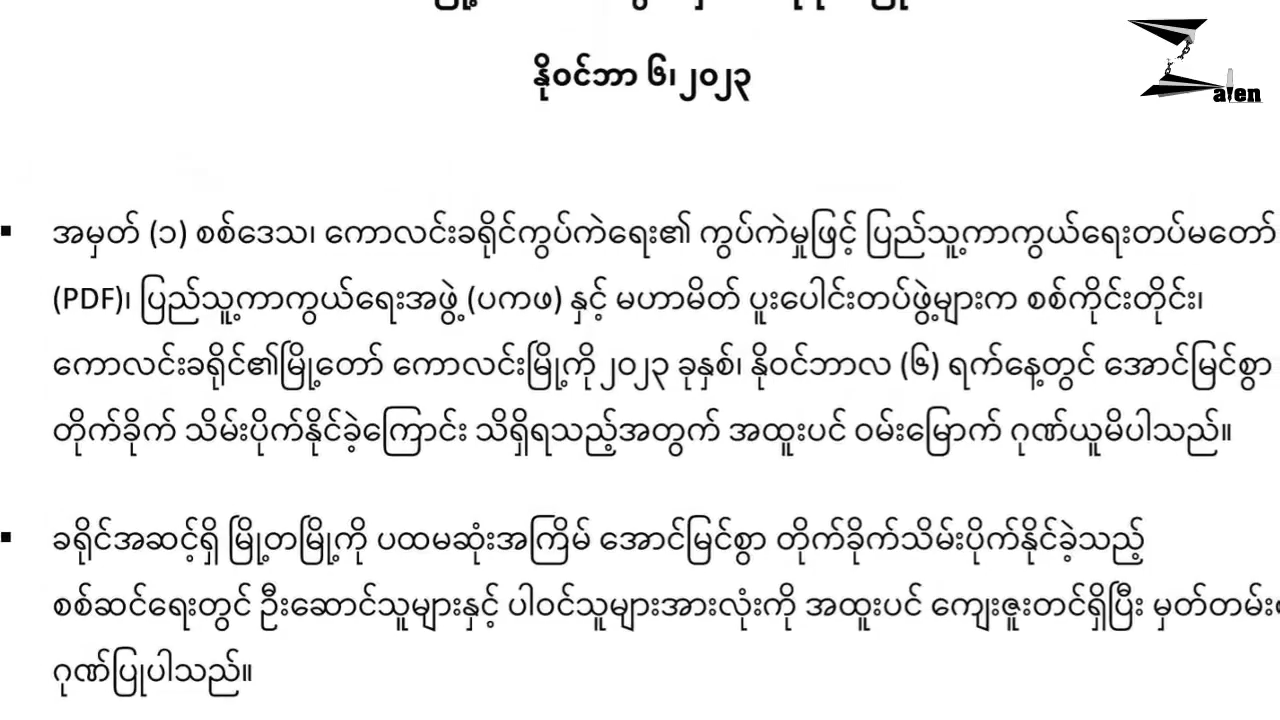 နိုဝင်ဘာ ၆၊၂၀၂၃
Zalen
အမှတ် (၁) စစ်ဒေသ၊ ကောလင်းခရိုင်ကွပ်ကဲရေး၏ ကွပ်ကဲမှုဖြင့် ပြည်သူ့ကာကွယ်ရေးတပ်မတော်
(PDF)၊ ပြည်သူ့ကာကွယ်ရေးအဖွဲ့ (ပကဖ) နှင့် မဟာမိတ် ပူးပေါင်းတပ်ဖွဲ့များက စစ်ကိုင်းတိုင်း၊
ကောလင်းခရိုင်၏မြို့တော် ကောလင်းမြို့ကို၂၀၂၃ ခုနှစ်၊ နိုဝင်ဘာလ (၆) ရက်နေ့တွင် အောင်မြင်စွာ
တိုက်ခိုက် သိမ်းပိုက်နိုင်ခဲ့ကြောင်း သိရှိရသည့်အတွက် အထူးပင် ဝမ်းမြောက် ဂုဏ်ယူမိပါသည်။
ခရိုင်အဆင့်ရှိ မြို့တမြို့ကို ပထမဆုံးအကြိမ် အောင်မြင်စွာ တိုက်ခိုက်သိမ်းပိုက်နိုင်ခဲ့သည့်
စစ်ဆင်ရေးတွင် ဦးဆောင်သူများနှင့် ပါဝင်သူများအားလုံးကို အထူးပင် ကျေးဇူးတင်ရှိပြီး မှတ်တမ်း
ဂုဏ်ပြုပါသည်။